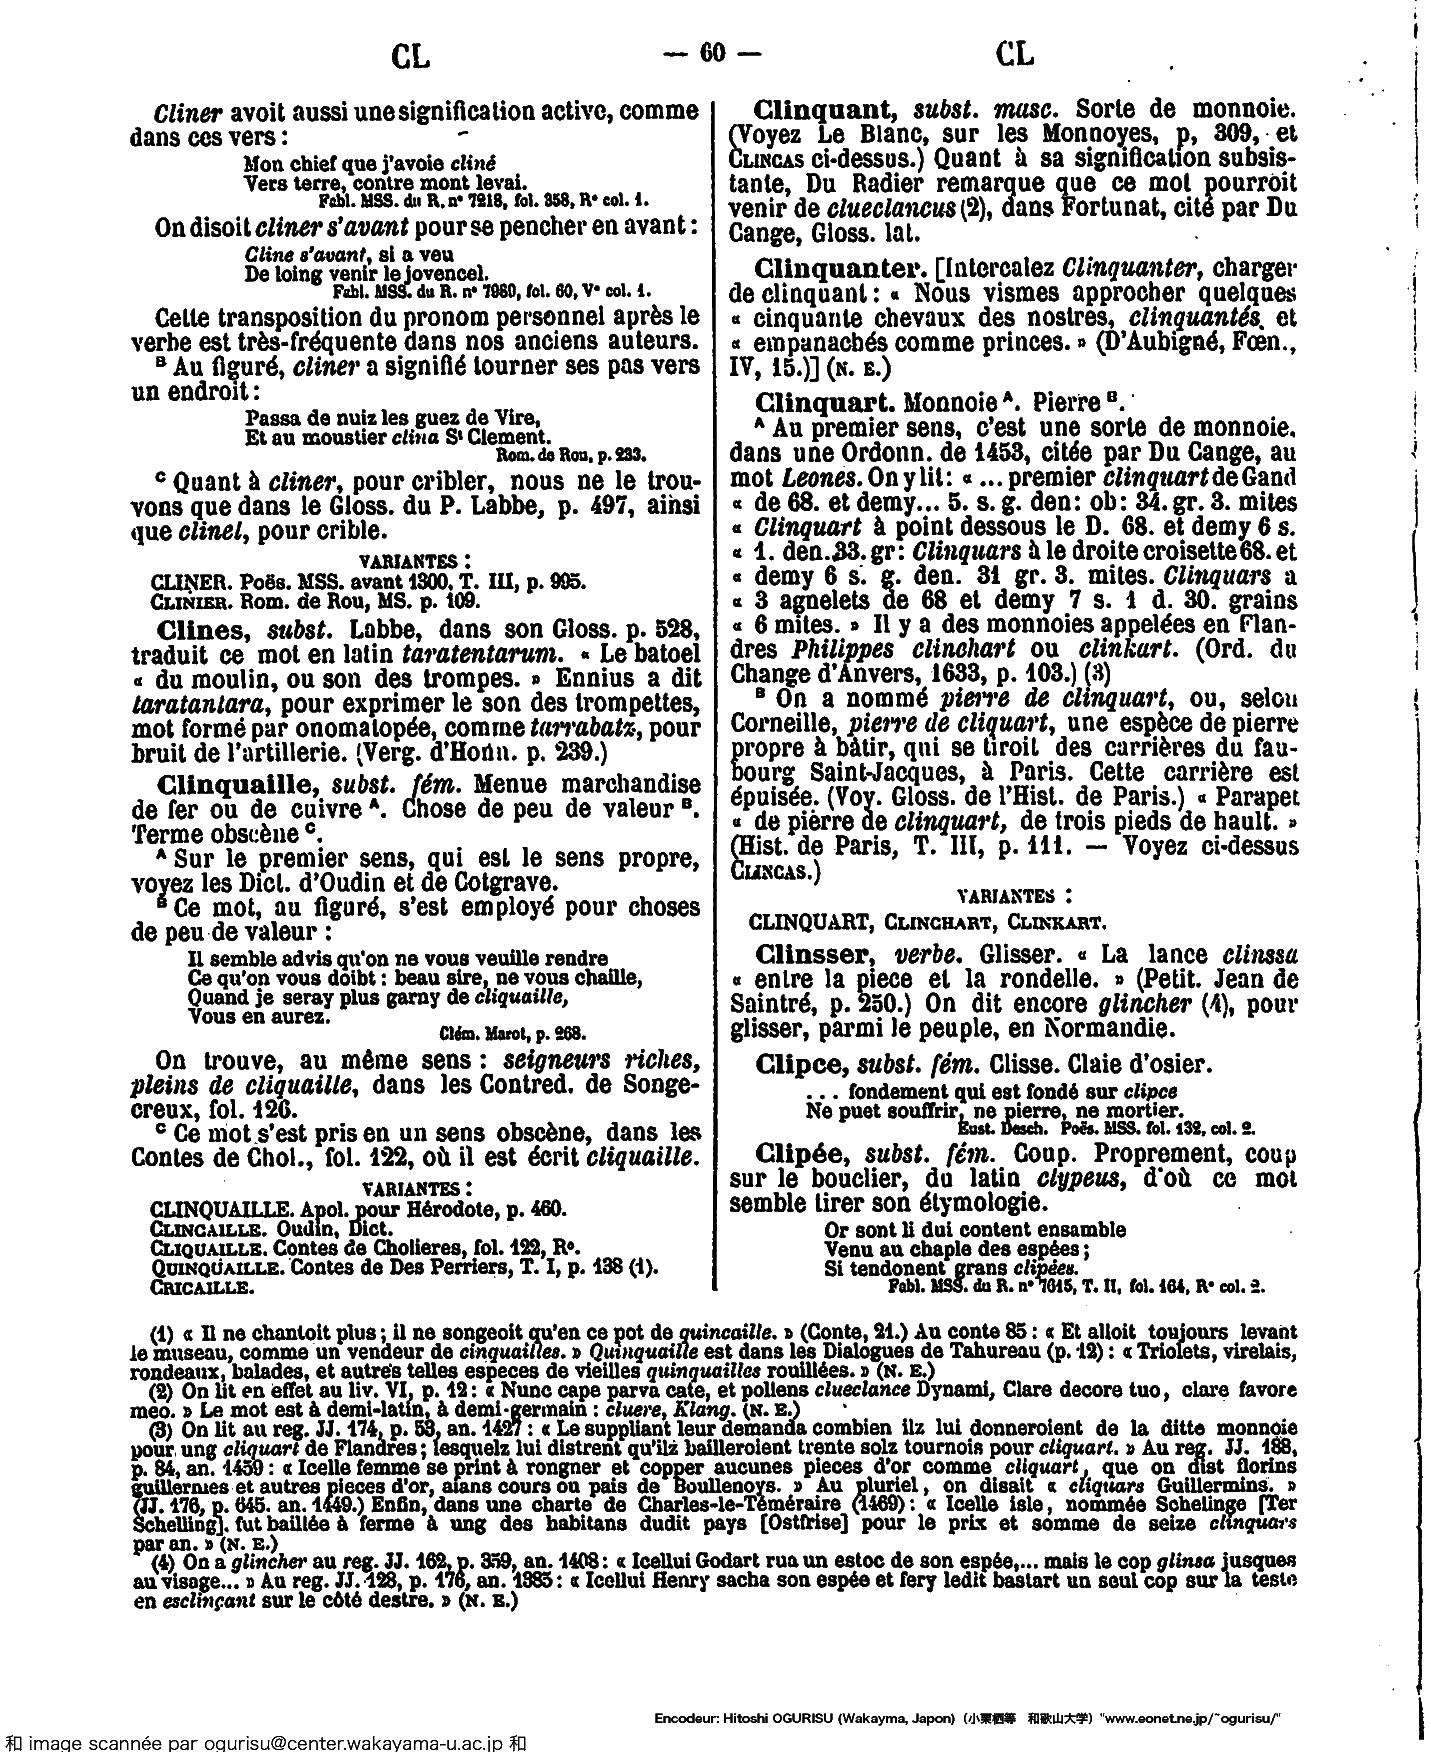 CL — 60 — CL
Cliner avoit aussi une signification active, comme
dans ces vers :
Mon chief que j'avoie cliné
Vers terre, contre mont levai.
Fabl. MSS. du R. n° 7218, fol. 358, R° col. 1.
On disoit cliner s'avant pour se pencher en avant :
Cline s'avant, si a veu
De loing venir le jovencel.
Fabl. MSS. du R. n° 7980, fol. 60, V° col. 1.
Cette transposition du pronom personnel après le
verbe est très-fréquente dans nos anciens auteurs.
B Au figuré, cliner a signifié tourner ses pas vers
un endroit :
Passa de nuiz les guez de Vire,
Et au moustier clina St Clement.
Rom. de Rou, p. 233.
C Quant à cliner, pour cribler, nous ne le trou-
vons que dans le Gloss. du P. Labbe, p. 497, ainsi
que clinel, pour crible.
VARIANTES :
CLINER. Poës. MSS. avant 1300, T. III, p. 995.
CLINIER. Rom. de Rou, MS. p. 109.
Clines, subst. Labbe, dans son Gloss. p. 528,
traduit ce mot en latin taratentarum. « Le batoel
« du moulin, ou son des trompes. » Ennius a dit
taratantara, pour exprimer le son des trompettes,
mot formé par onomatopée, comme tarrabatz, pour
bruit de l'artillerie. (Verg. d'Honn. p. 239.)
Clinquaille, subst. fém. Menue marchandise
de fer ou de cuivre A. Chose de peu de valeur B.
Terme obscène C.
A Sur le premier sens, qui est le sens propre,
voyez les Dict. d'Oudin et de Cotgrave.
B Ce mot, au figuré, s'est employé pour choses
de peu de valeur :
Il semble advis qu'on ne vous veuille rendre
Ce qu'on vous doibt : beau sire, ne vous chaille,
Quand je seray plus garny de cliquaille,
Vous en aurez.
Clém. Marot, p. 268.
On trouve, au même sens : seigneurs riches,
pleins de cliquaille, dans les Contred. de Songe-
creux, fol. 126.
C Ce mot s'est pris en un sens obscène, dans les
Contes de Chol., fol. 122, où il est écrit cliquaille.
VARIANTES :
CLINQUAILLE. Apol. pour Hérodote, p. 460.
CLINCAILLE. Oudin, Dict.
CLIQUAILLE. Contes de Cholieres, fol. 122, R°.
QUINQUAILLE. Contes de Des Perriers, T. I, p. 138 (1).
CRICAILLE.
Clinquant, subst. masc. Sorte de monnoie.
(Voyez Le Blanc, sur les Monnoyes, p, 309, et
CLINCAS ci-dessus.) Quant à sa signification subsis-
tante, Du Radier remarque que ce mot pourroit
venir de clueclancus (2), dans Fortunat, cité par Du
Cange, Gloss. lat.
Clinquanter. [Intercalez Clinquanter, charger
de clinquant : « Nous vismes approcher quelques
« cinquante chevaux des nostres, clinquantés et
« empanachés comme princes. » (D'Aubigné, Fœn.,
IV, 15.)] (N. E.)
Clinquart. Monnoie A. Pierre B.
A Au premier sens, c'est une sorte de monnoie,
dans une Ordonn. de 1453, citée par Du Cange, au
mot Leones. On y lit : « ... premier clinquart de Gand
« de 68. et demy... 5. s. g. den: ob: 34. gr. 3. mites
« Clinquart à point dessous le D. 68. et demy 6 s.
« 1. den. 33. gr: Clinquars à le droite croisette 68. et
« demy 6 s. g. den. 31 gr. 3. mites. Clinquars a
« 3 agnelets de 68 et demy 7 s. 1 d. 30. grains
« 6 mites. » Il y a des monnoies appelées en Flan-
dres Philippes clinchart ou clinkart. (Ord. du
Change d'Anvers, 1633, p. 103.) (3)
B On a nommé pierre de clinquart, ou, selon
Corneille, pierre de cliquart, une espèce de pierre
propre à bâtir, qui se tiroit des carrières du fau-
bourg Saint-Jacques, à Paris. Cette carrière est
épuisée. (Voy. Gloss. de l'Hist. de Paris.) « Parapet
« de pièrre de clinquart, de trois pieds de hault. »
(Hist. de Paris, T. III, p. 111. — Voyez ci-dessus
CLINCAS.)
VARIANTES :
CLINQUART, CLINCHART, CLINKART.
Clinsser, verbe. Glisser. « La lance clinssa
« entre la piece et la rondelle. » (Petit. Jean de
Saintré, p. 250.) On dit encore glincher (4), pour
glisser, parmi le peuple, en Normandie.
Clipce, subst. fém. Clisse. Claie d'osier.
... fondement qui est fondé sur clipce
Ne puet souffrir, ne pierre, ne mortier.
Eust. Desch. Poës. MSS. fol. 132, col. 2.
Clipée, subst. fém. Coup. Proprement, coup
sur le bouclier, du latin clypeus, d'où ce mot
semble tirer son étymologie.
Or sont li dui content ensamble
Venu au chaple des espées ;
Si tendonent grans clipées.
Fabl. MSS. du R. n° 7615, T. II, fol. 164, R° col. 2.
(1) « Il ne chantoit plus ; il ne songeoit qu'en ce pot de quincaille. » (Conte, 21.) Au conte 85 : « Et alloit toujours levant
le museau, comme un vendeur de cinquailles. » Quinquaille est dans les Dialogues de Tahureau (p. 12) : « Triolets, virelais,
rondeaux, balades, et autres telles especes de vieilles quinquailles rouillées. » (N. E.)
(2) On lit en effet au liv. VI, p. 12 : « Nunc cape parva cate, et pollens clueclance Dynami, Clare decore tuo, clare favore
meo. » Le mot est à demi-latin, à demi-germain : cluere, Klang. (N. E.)
(3) On lit au reg. JJ. 174, p. 53, an. 1427 : « Le suppliant leur demanda combien ilz lui donneroient de la ditte monnoie
pour ung cliquart de Flandres ; lesquelz lui distrent qu'ilz bailleroient trente solz tournois pour cliquart. » Au reg. JJ. 188,
p. 84, an. 1459 : « Icelle femme se print à rongner et copper aucunes pieces d'or comme cliquart, que on dist florins
guillermes et autres pieces d'or, aians cours ou pais de Boullenoys. » Au pluriel, on disait « cliquars Guillermins. »
(JJ. 176, p. 645. an. 1449.) Enfin, dans une charte de Charles-le-Téméraire (1469) : « Icelle isle, nommée Schelinge [Ter
Schelling]. fut baillée à ferme à ung des habitans dudit pays [Ostfrise] pour le prix et somme de seize clinquars
par an. » (N. E.)
(4) On a glincher au reg. JJ. 162, p. 359, an. 1408 : « Icellui Godart rua un estoc de son espée,... mais le cop glinsa jusques
au visage... » Au reg. JJ. 128, p. 176, an. 1385 : « Icellui Henry sacha son espée et fery ledit bastart un seul cop sur la teste
en esclinçant sur le côté destre. » (N. E.)
Encodeur: Hitoshi OGURISU (Wakayma, Japon) (小栗栖等 和歌山大学) "www.eonet.ne.jp/~ogurisu/"
和 image scannée par ogurisu@center.wakayama-u.ac.jp 和